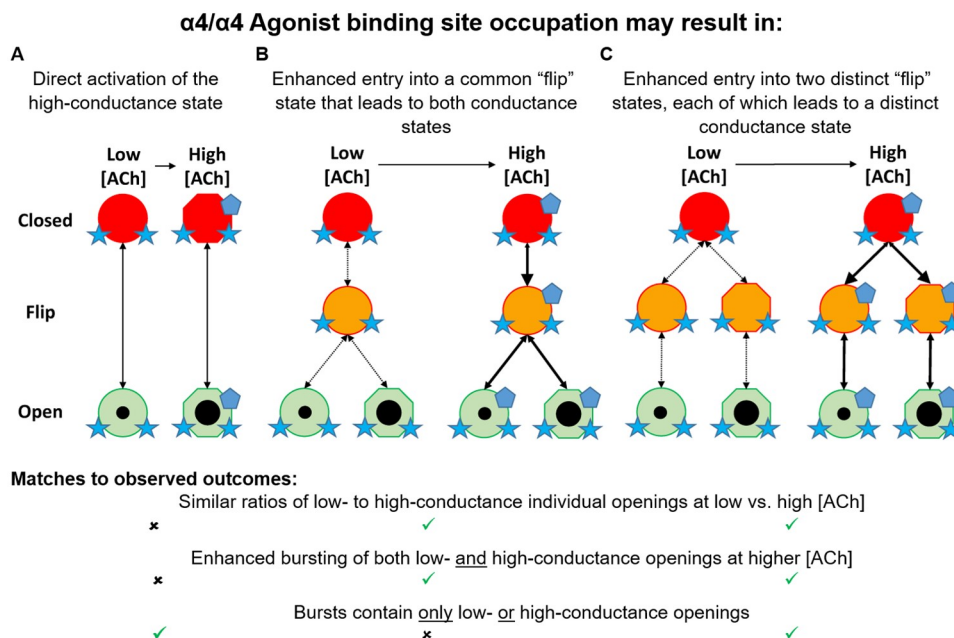 α4/α4 Agonist binding site occupation may result in:
A
Direct activation of the
high-conductance state
B
Enhanced entry into a common “flip”
state that leads to both conductance
states
C
Enhanced entry into two distinct “flip”
states, each of which leads to a distinct
conductance state
Low
[ACh]
High
[ACh]
Low
[ACh]
High
[ACh]
Low
[ACh]
High
[ACh]
Closed
Flip
Open
Matches to observed outcomes:
Similar ratios of low- to high-conductance individual openings at low vs. high [ACh]
Enhanced bursting of both low- and high-conductance openings at higher [ACh]
Bursts contain only low- or high-conductance openings